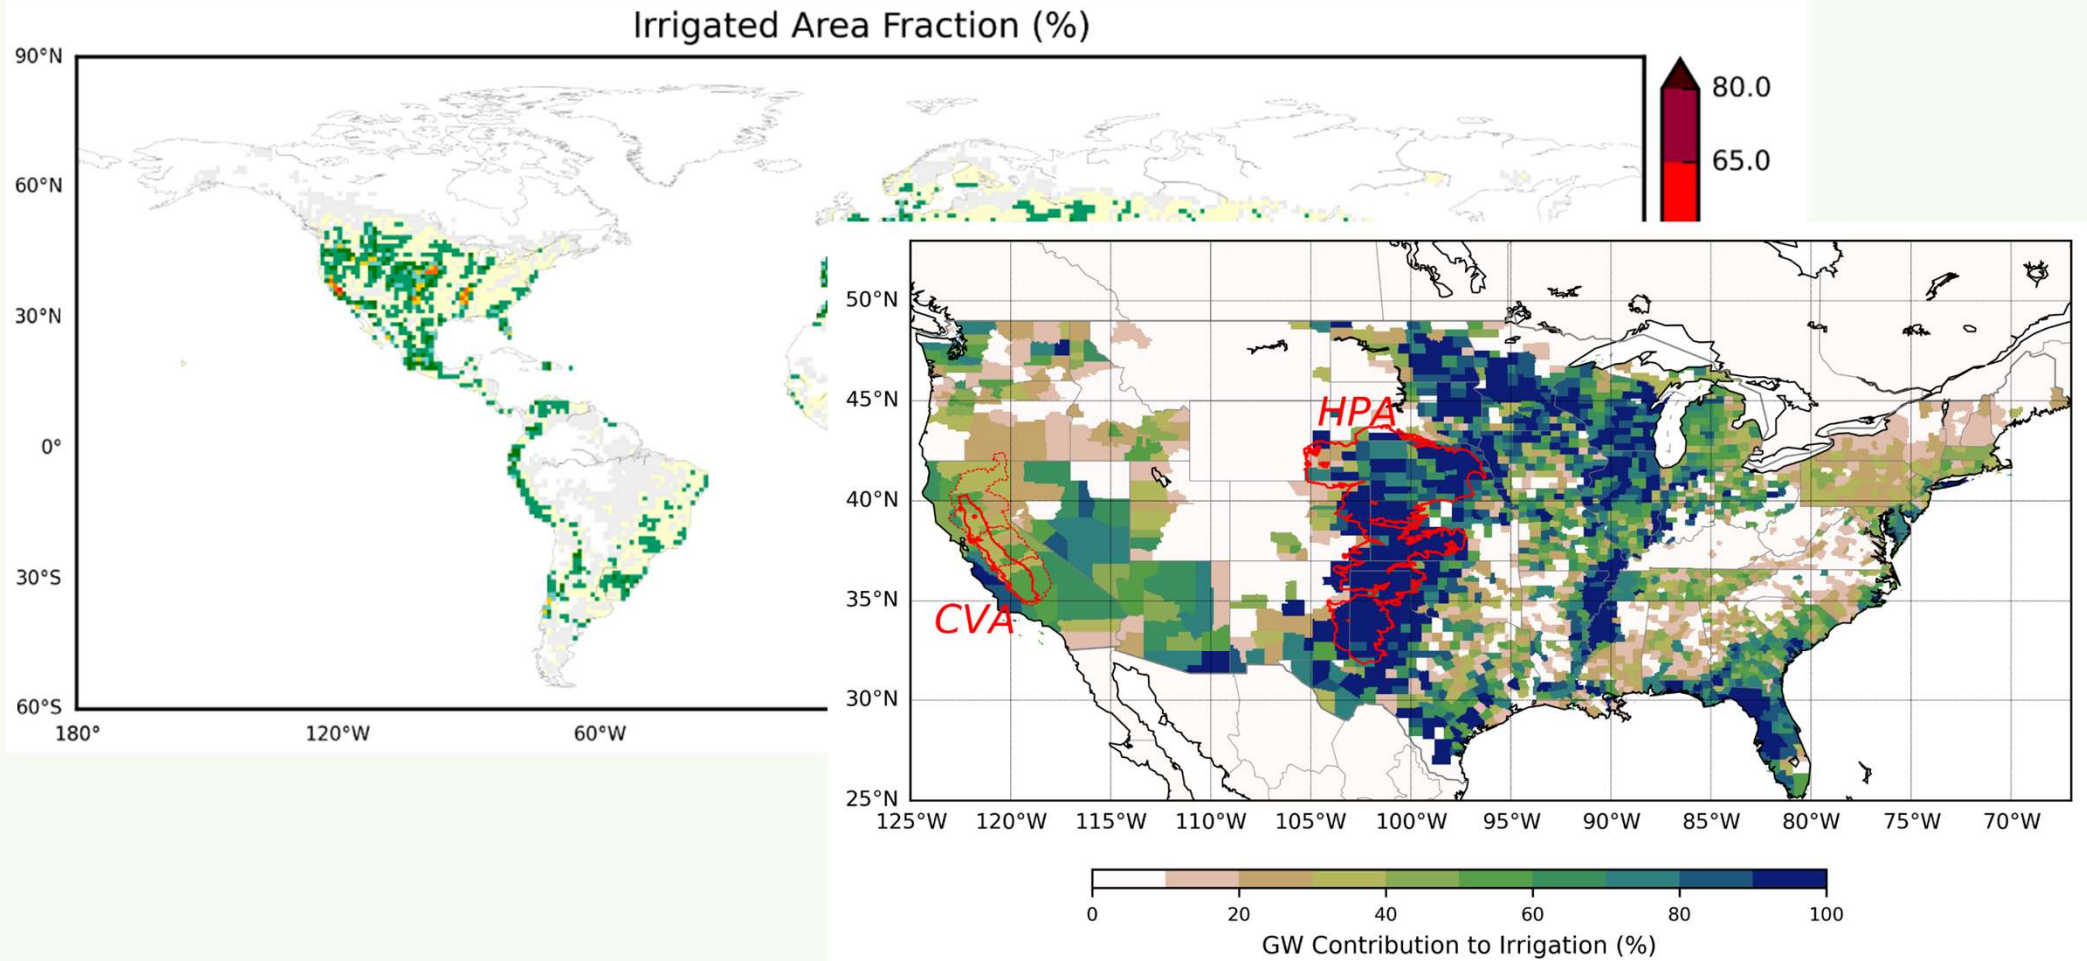 Irrigated Area Fraction (%)
90°N
60°N
30°N
0°
30°S
60°S
180°
120°W
60°W
80.0
65.0
50°N
45°N
40°N
35°N
30°N
25°N
HPA
CVA
125°W
120°W
115°W
110°W
105°W
100°W
95°W
90°W
85°W
80°W
75°W
70°W
0
20
40
60
80
100
GW Contribution to Irrigation (%)